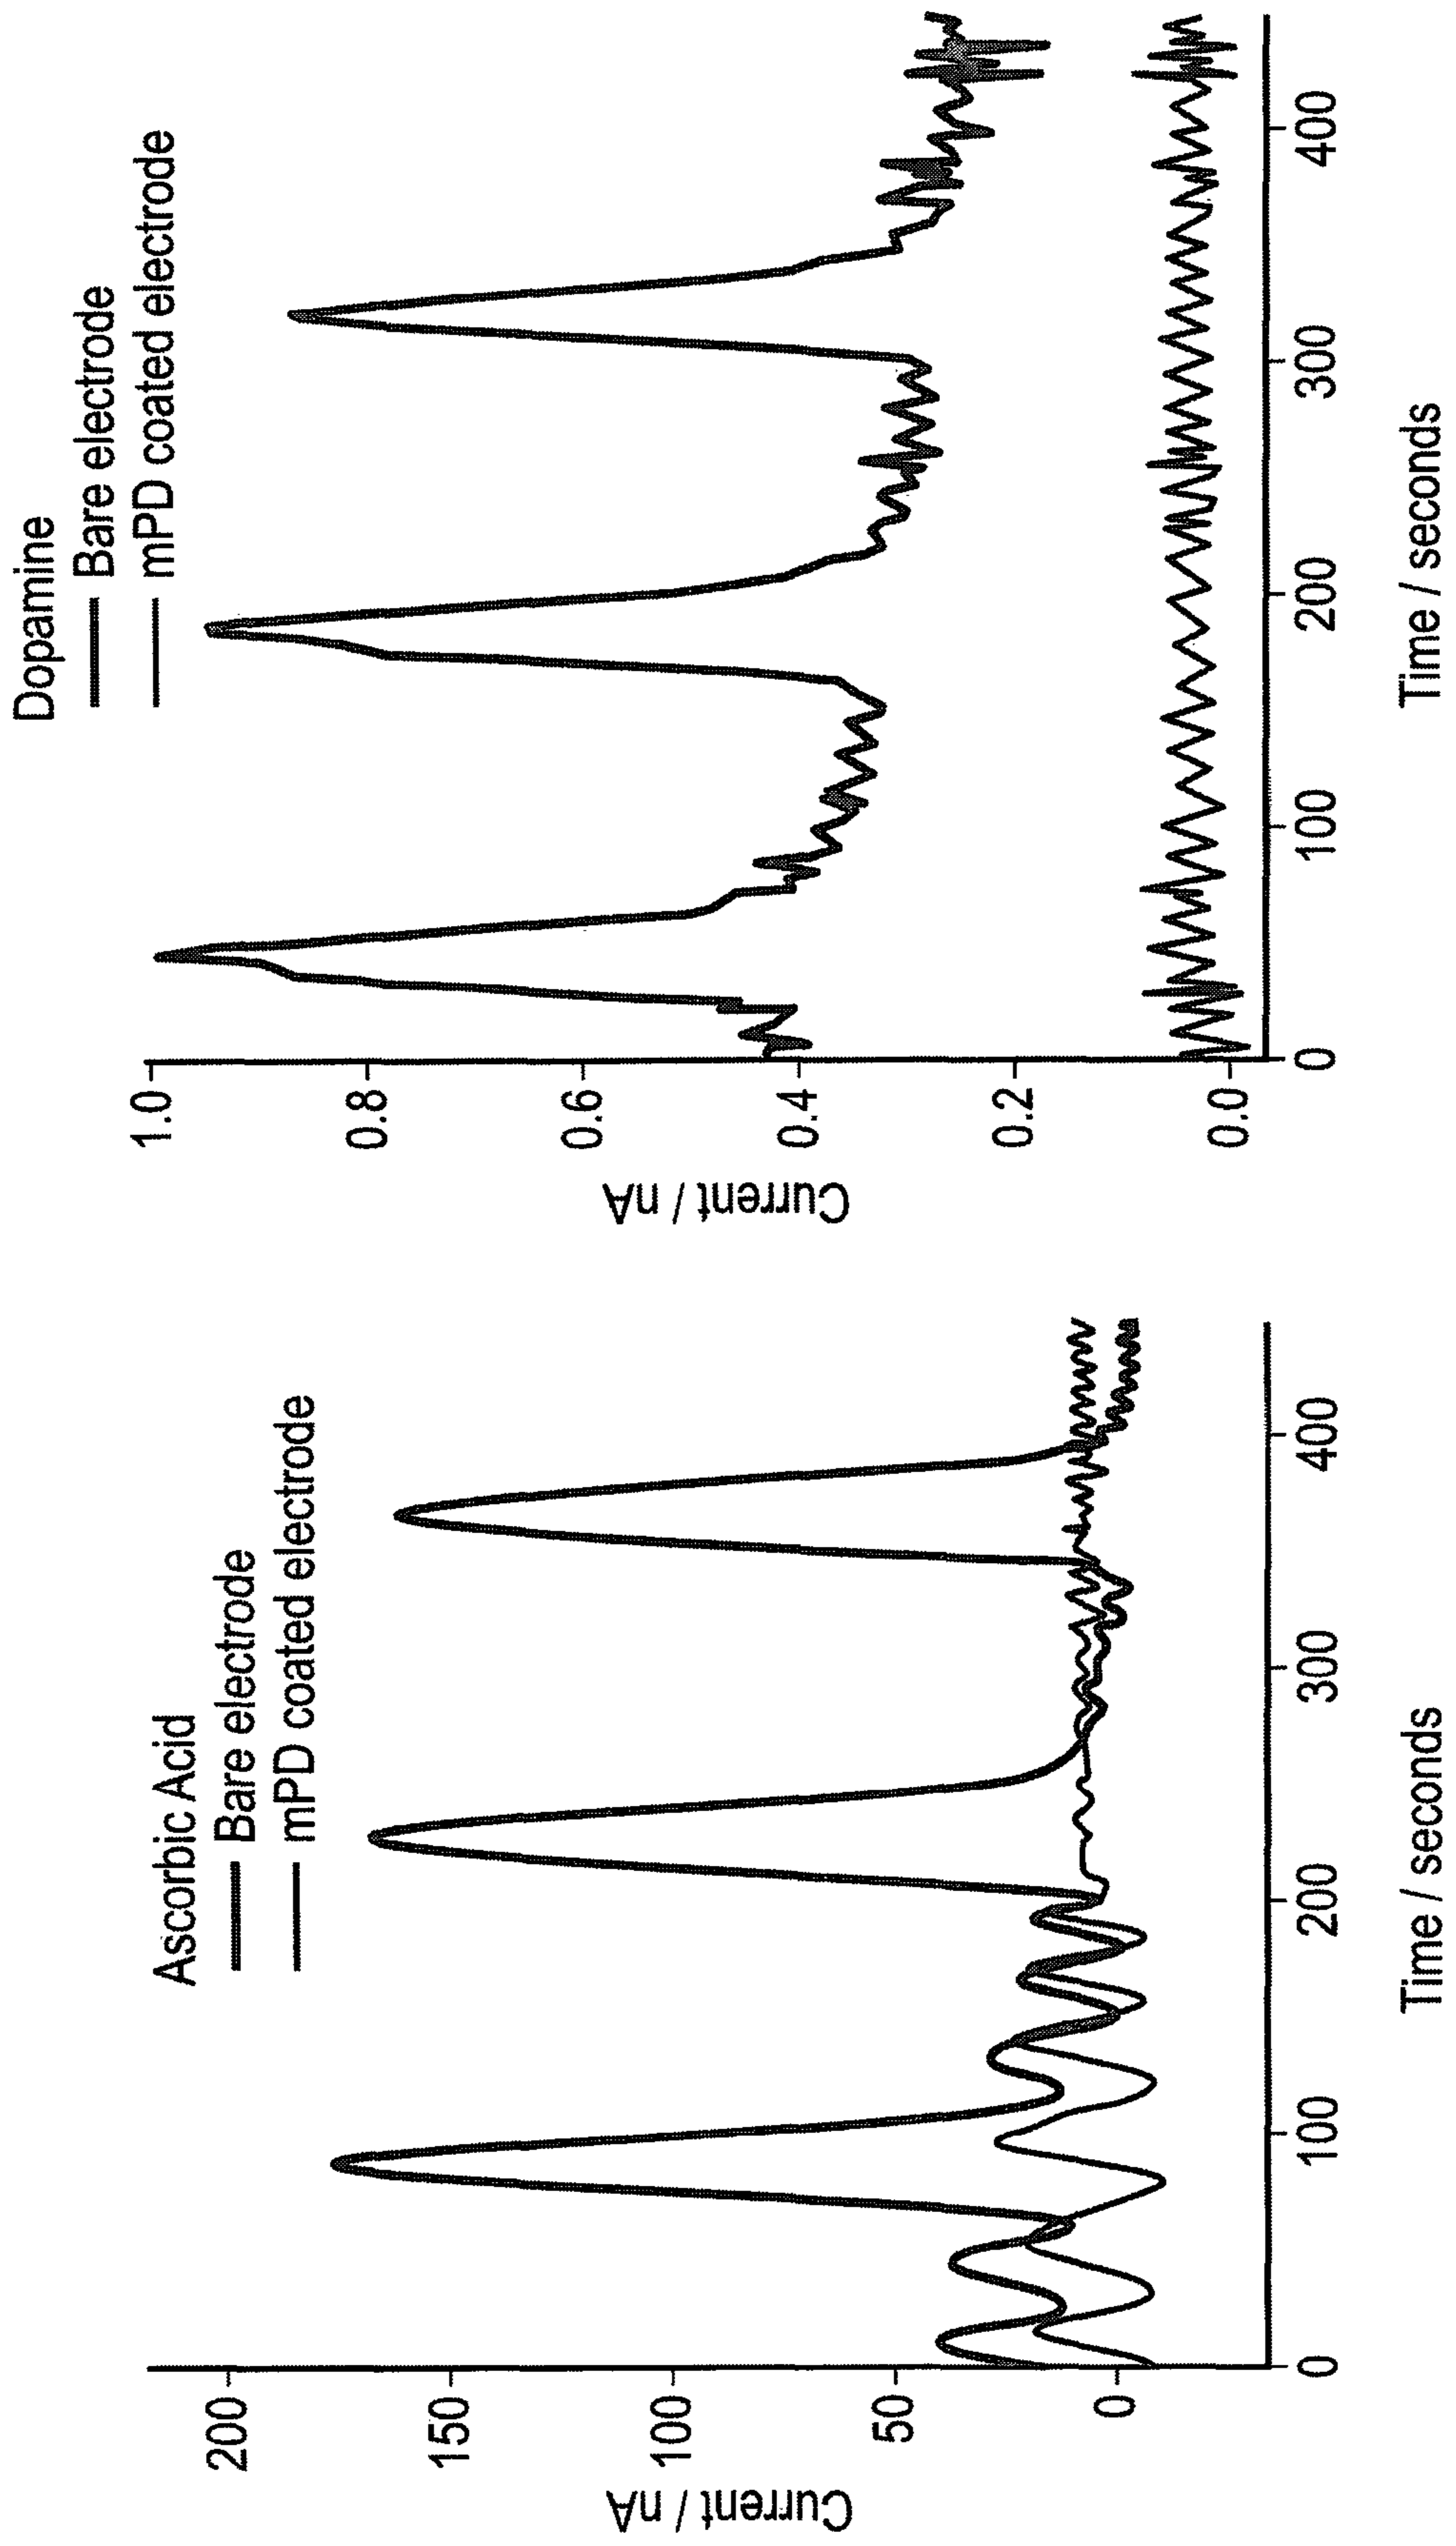 Ascorbic Acid
Bare electrode
mPD coated electrode
Current / nA
200
150
100
50
0
0
100
200
300
400
Time / seconds
Dopamine
Bare electrode
mPD coated electrode
Current / nA
1.0
0.8
0.6
0.4
0.2
0.0
0
100
200
300
400
Time / seconds